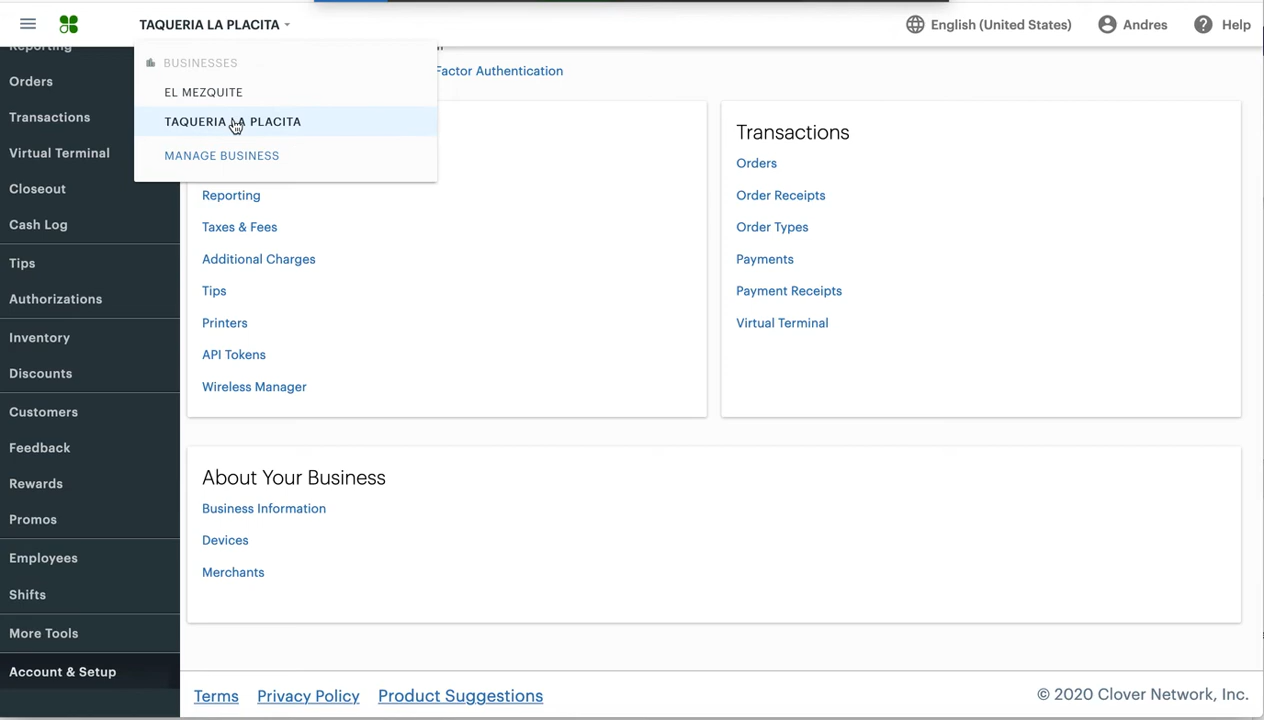 TAQUERIA LA PLACITA
English (United States)
Andres
Help
BUSINESSES
EL MEZQUITE
TAQUERIA LA PLACITA
MANAGE BUSINESS
Reporting
Orders
Transactions
Virtual Terminal
Closeout
Cash Log
Tips
Authorizations
Inventory
Discounts
Customers
Feedback
Rewards
Promos
Employees
Shifts
More Tools
Account & Setup
Factor Authentication
Reporting
Taxes & Fees
Additional Charges
Tips
Printers
API Tokens
Wireless Manager
Transactions
Orders
Order Receipts
Order Types
Payments
Payment Receipts
Virtual Terminal
About Your Business
Business Information
Devices
Merchants
Terms Privacy Policy Product Suggestions
© 2020 Clover Network, Inc.